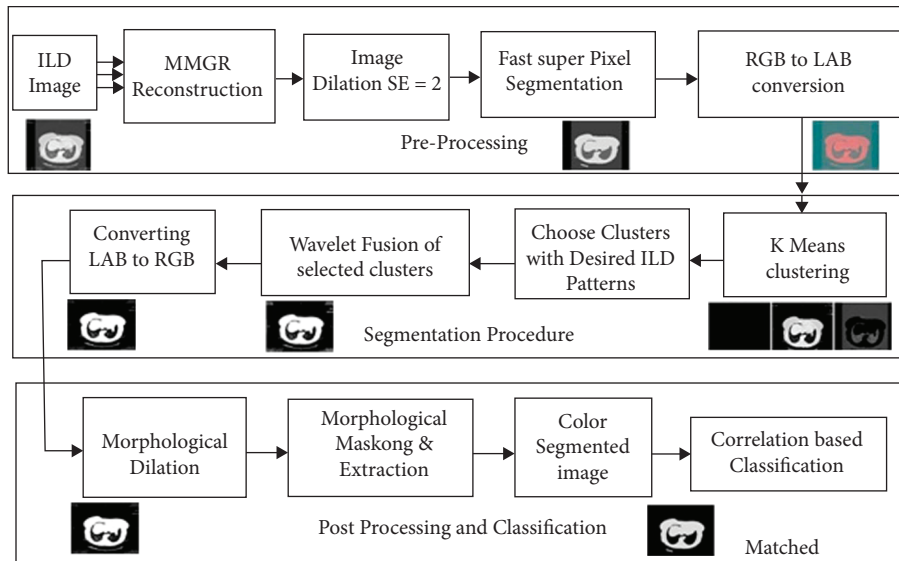 ILD
Image
MMGR
Reconstruction
Image
Dilation SE = 2
Fast super Pixel
Segmentation
RGB to LAB
conversion
Pre-Processing
Converting
LAB to RGB
Wavelet Fusion of
selected clusters
Choose Clusters
with Desired ILD
Patterns
K Means
clustering
Segmentation Procedure
Morphological
Dilation
Morphological
Maskong &
Extraction
Color
Segmented
image
Correlation based
Classification
Post Processing and Classification
Matched